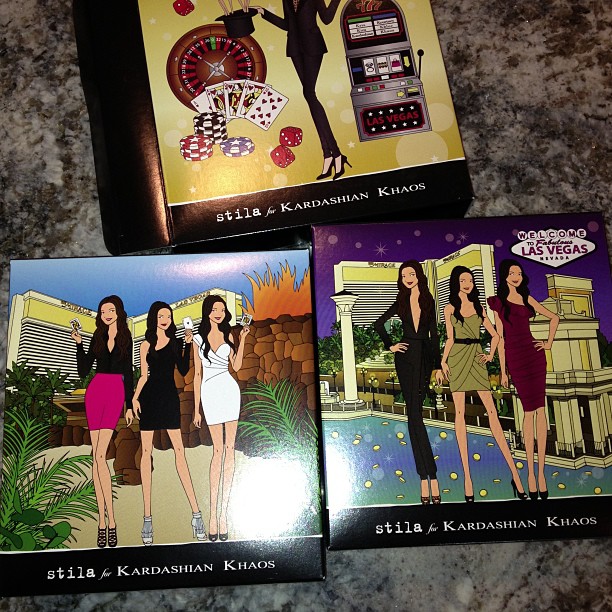 LAS VEGAS
stila for KARDASHIAN KHAOS
WELCOME
TO Fabulous
LAS VEGAS
NEVADA
MIRAGE
stila for KARDASHIAN KHAOS
stila for KARDASHIAN KHAOS